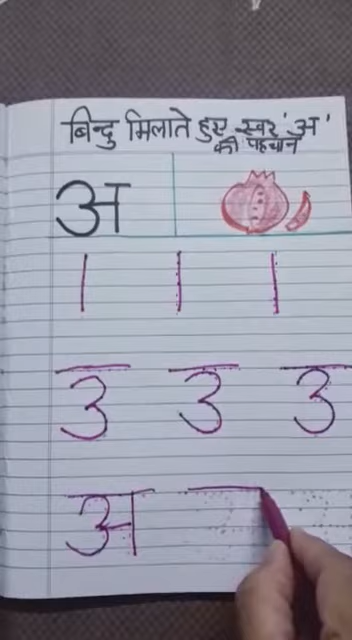 बिन्दु मिलाते हुए स्वर 'अ'
की पहचान
अ
। । ।
उ उ उ
अ